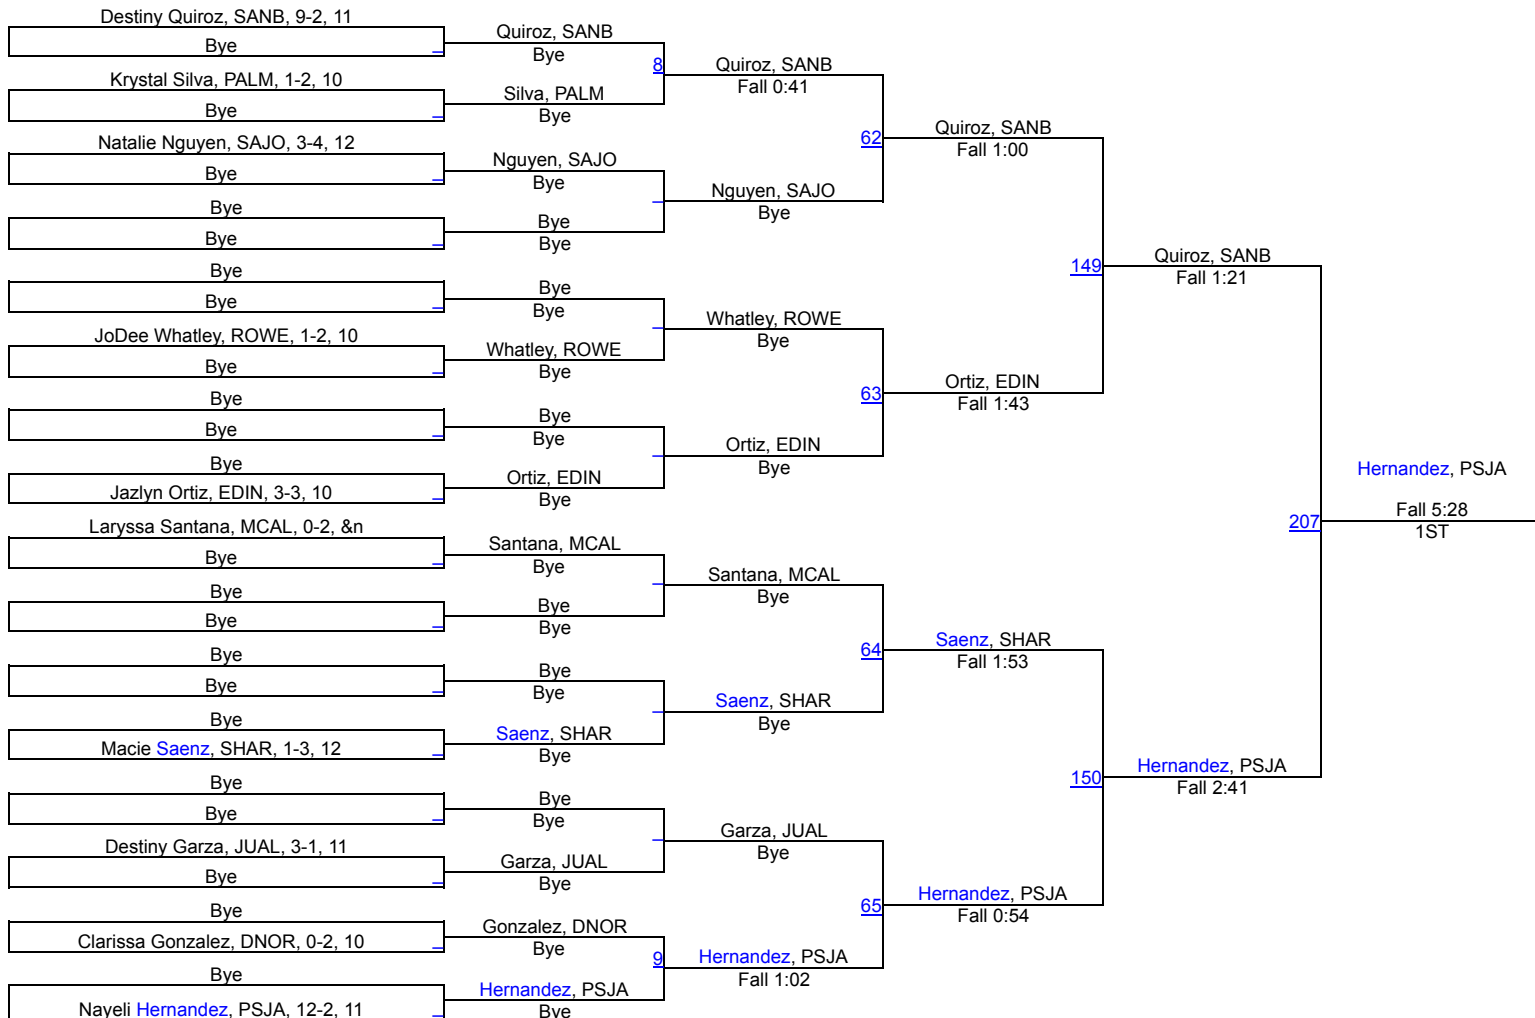 Destiny Quiroz, SANB, 9-2, 11
Bye
Krystal Silva, PALM, 1-2, 10
Bye
Natalie Nguyen, SAJO, 3-4, 12
Bye
Bye
Bye
Bye
Bye
JoDee Whatley, ROWE, 1-2, 10
Bye
Bye
Bye
Bye
Jazlyn Ortiz, EDIN, 3-3, 10
Laryssa Santana, MCAL, 0-2, &n
Bye
Bye
Bye
Bye
Bye
Bye
Macie Saenz, SHAR, 1-3, 12
Bye
Bye
Destiny Garza, JUAL, 3-1, 11
Bye
Bye
Clarissa Gonzalez, DNOR, 0-2, 10
Bye
Nayeli Hernandez, PSJA, 12-2, 11
Quiroz, SANB
Bye
8
Silva, PALM
Bye
Nguyen, SAJO
Bye
Bye
Bye
Bye
Bye
Whatley, ROWE
Bye
Bye
Bye
Ortiz, EDIN
Bye
Santana, MCAL
Bye
Bye
Bye
Bye
Bye
Saenz, SHAR
Bye
Bye
Bye
Garza, JUAL
Bye
Gonzalez, DNOR
Bye
9
Hernandez, PSJA
Bye
Quiroz, SANB
Fall 0:41
62
Nguyen, SAJO
Bye
Whatley, ROWE
Bye
63
Ortiz, EDIN
Bye
Santana, MCAL
Bye
64
Saenz, SHAR
Bye
Garza, JUAL
Bye
65
Hernandez, PSJA
Fall 1:02
Quiroz, SANB
Fall 1:00
149
Ortiz, EDIN
Fall 1:43
Saenz, SHAR
Fall 1:53
150
Hernandez, PSJA
Fall 0:54
Quiroz, SANB
Fall 1:21
207
Hernandez, PSJA
Fall 2:41
Hernandez, PSJA
Fall 5:28
1ST